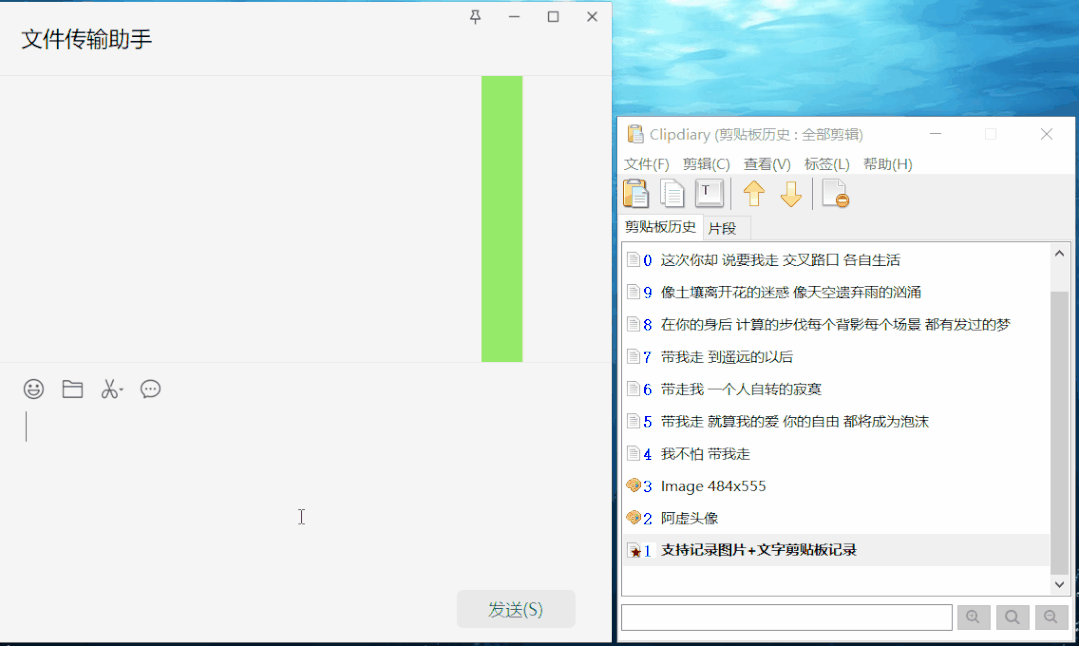 文件传输助手
发送(S)
Clipdiary (剪贴板历史 : 全部剪辑)
文件(F) 剪辑(C) 查看(V) 标签(L) 帮助(H)
T
剪贴板历史 片段
0 这次你却 说要我走 交叉路口 各自生活
9 像土壤离开花的迷惑 像天空遗弃雨的汹涌
8 在你的身后 计算的步伐每个背影每个场景 都有发过的梦
7 带我走 到遥远的以后
6 带走我 一个人自转的寂寞
5 带我走 就算我的爱 你的自由 都将成为泡沫
4 我不怕 带我走
3 Image 484x555
2 阿虚头像
1 支持记录图片+文字剪贴板记录